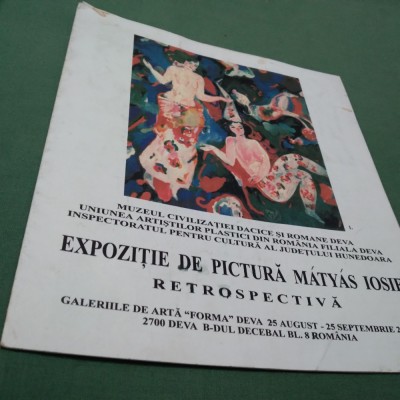 1.
MUZEUL CIVILIZAȚIEI DACICE ȘI ROMANE DEVA
UNIUNEA ARTIȘTILOR PLASTICI DIN ROMÂNIA FILIALA DEVA
INSPECTORATUL PENTRU CULTURĂ AL JUDEȚULUI HUNEDOARA
EXPOZIȚIE DE PICTURĂ MÁTYÁS IOSIF
RETROSPECTIVĂ
GALERIILE DE ARTĂ "FORMA" DEVA 25 AUGUST - 25 SEPTEMBRIE 2
2700 DEVA B-DUL DECEBAL BL. 8 ROMÂNIA